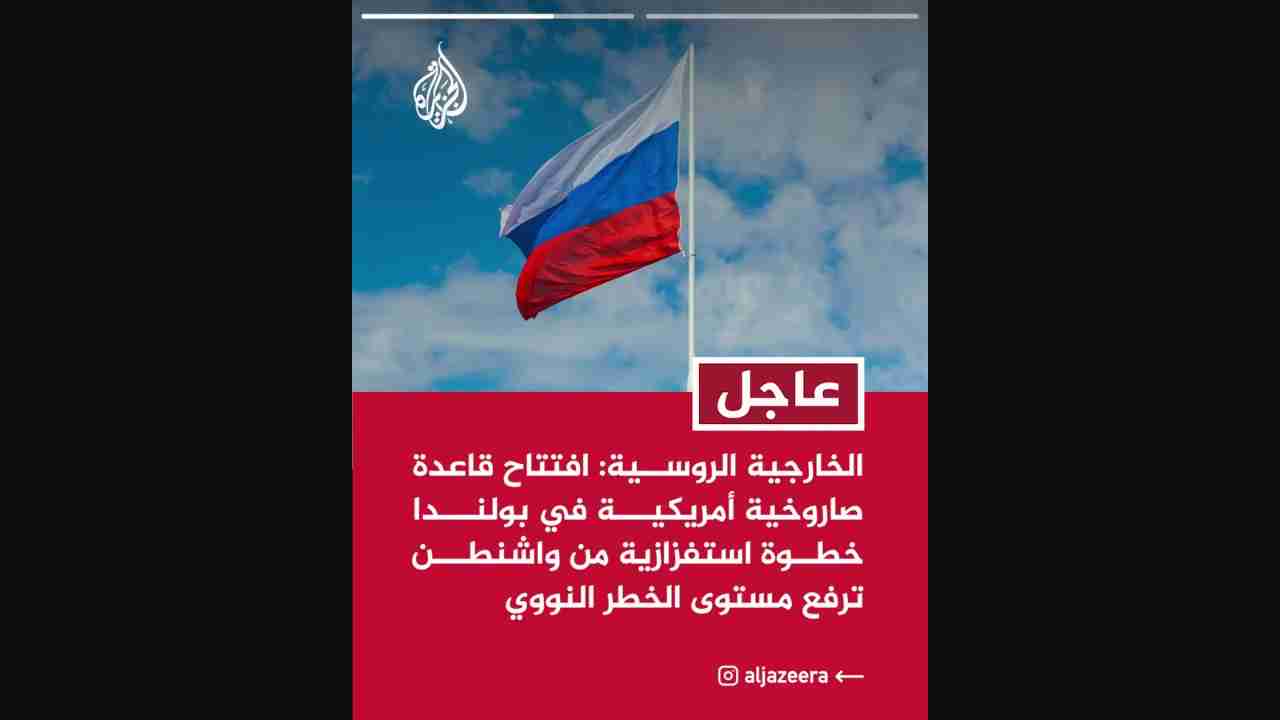 الجزيرة
عاجل
الخارجية الروسية: افتتاح قاعدة
صاروخية أمريكية في بولندا
خطوة استفزازية من واشنطن
ترفع مستوى الخطر النووي
aljazeera